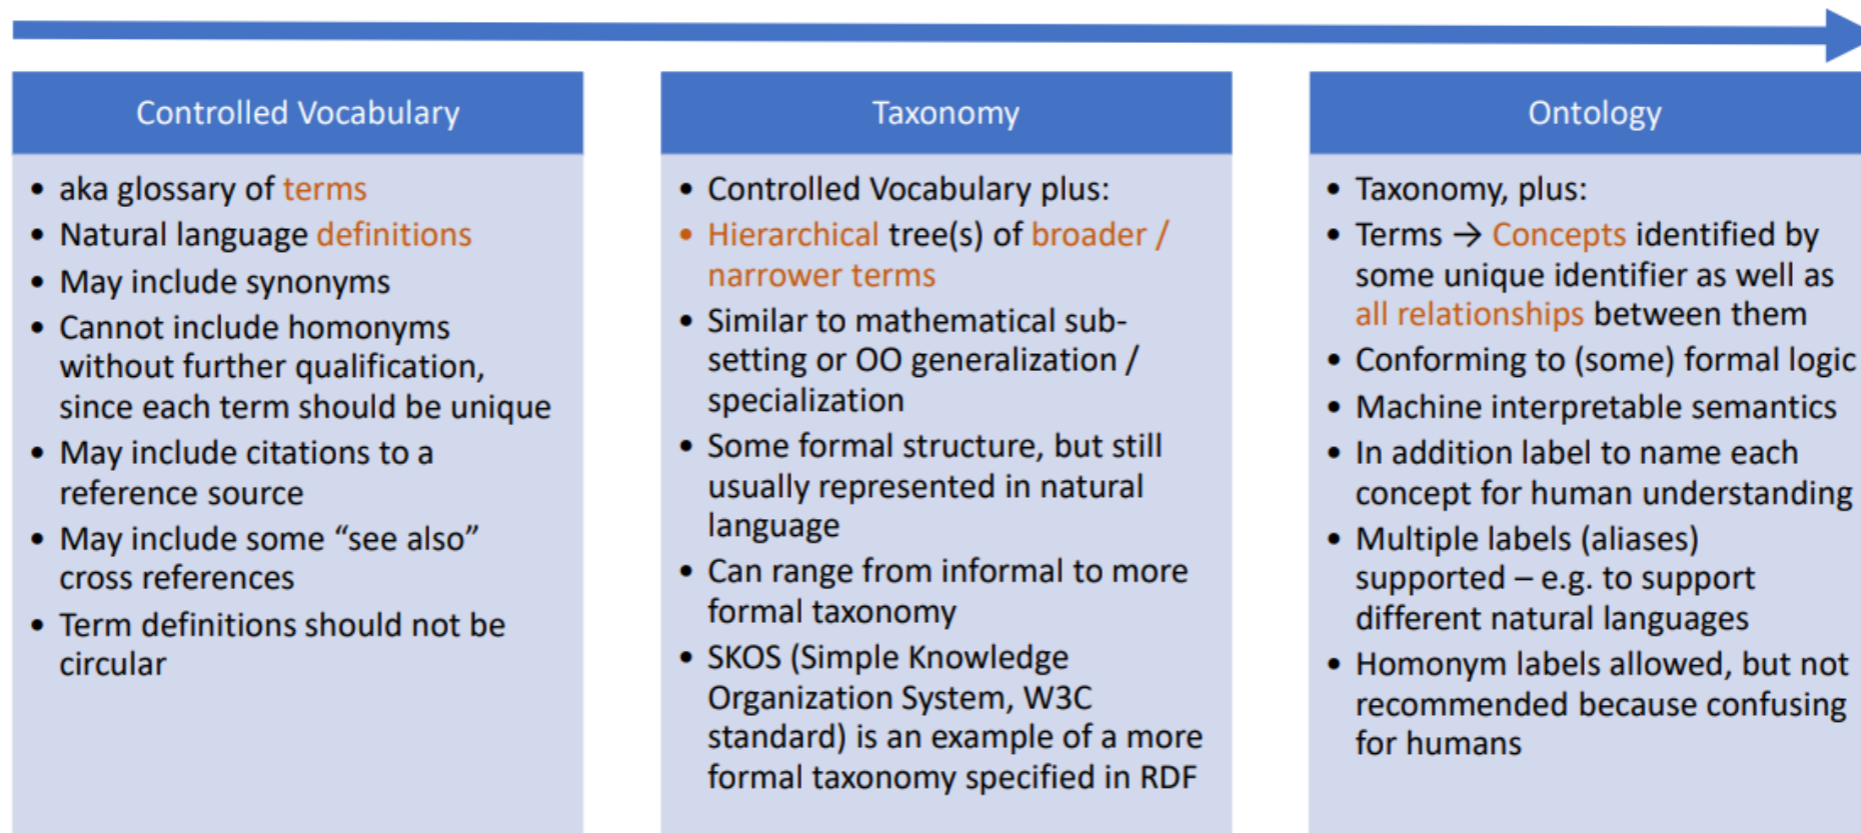 Controlled Vocabulary
• aka glossary of terms
• Natural language definitions
• May include synonyms
• Cannot include homonyms
without further qualification,
since each term should be unique
• May include citations to a
reference source
• May include some “see also”
cross references
• Term definitions should not be
circular
Taxonomy
• Controlled Vocabulary plus:
• Hierarchical tree(s) of broader /
narrower terms
• Similar to mathematical sub-
setting or OO generalization /
specialization
• Some formal structure, but still
usually represented in natural
language
• Can range from informal to more
formal taxonomy
• SKOS (Simple Knowledge
Organization System, W3C
standard) is an example of a more
formal taxonomy specified in RDF
Ontology
• Taxonomy, plus:
• Terms → Concepts identified by
some unique identifier as well as
all relationships between them
• Conforming to (some) formal logic
• Machine interpretable semantics
• In addition label to name each
concept for human understanding
• Multiple labels (aliases)
supported – e.g. to support
different natural languages
• Homonym labels allowed, but not
recommended because confusing
for humans